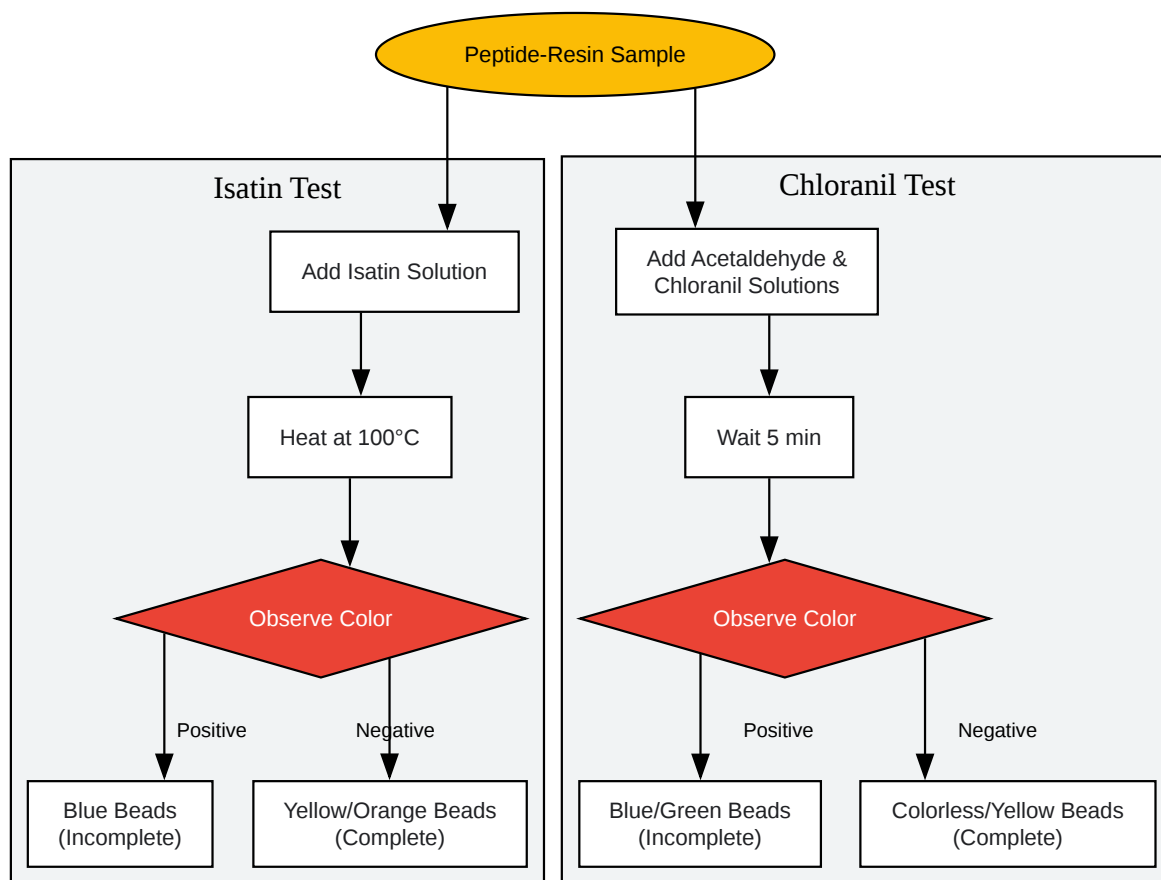 Peptide-Resin Sample
Isatin Test
Add Isatin Solution
Heat at 100°C
Observe Color
Positive
Negative
Blue Beads
(Incomplete)
Yellow/Orange Beads
(Complete)
Chloranil Test
Add Acetaldehyde &
Chloranil Solutions
Wait 5 min
Observe Color
Positive
Negative
Blue/Green Beads
(Incomplete)
Colorless/Yellow Beads
(Complete)